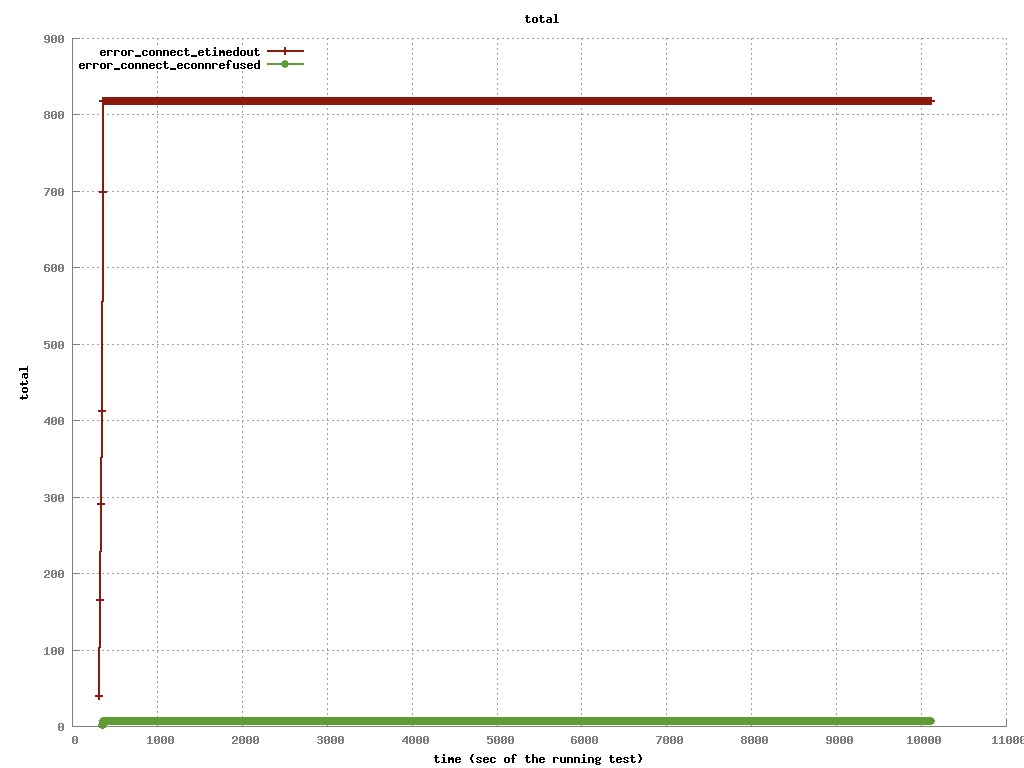 total
900
800
700
600
500
400
300
200
100
0
error_connect_etimedout
error_connect_econnrefused
total
0 1000 2000 3000 4000 5000 6000 7000 8000 9000 10000 11000
time (sec of the running test)